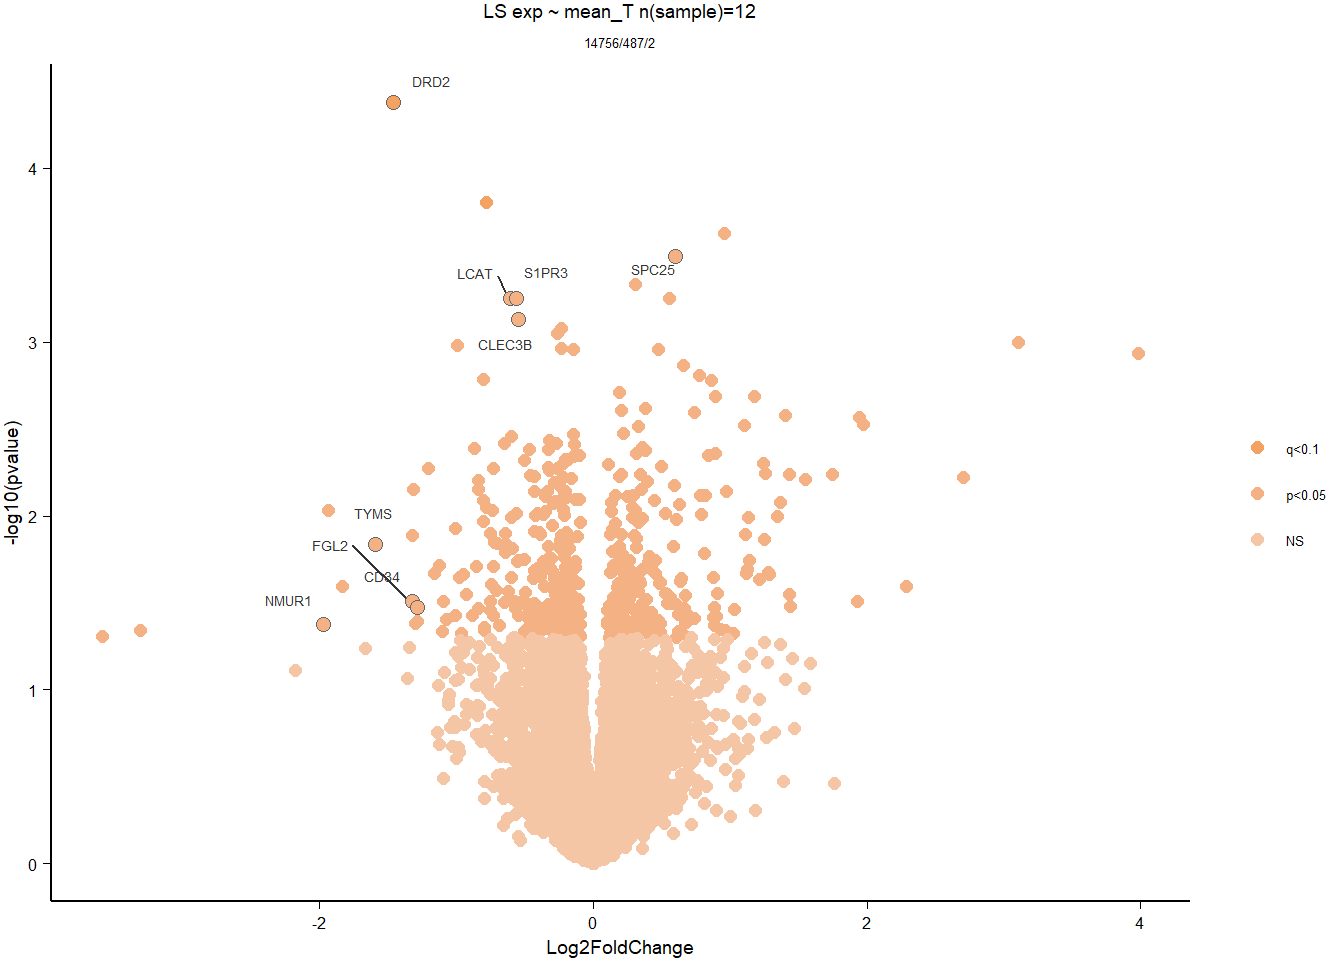 LS exp ~ mean_T n(sample)=12
14756/487/2
DRD2
LCAT
S1PR3
SPC25
CLEC3B
TYMS
FGL2
CD34
NMUR1
-log10(pvalue)
4
3
2
1
0
-2
0
2
4
Log2FoldChange
q<0.1
p<0.05
NS